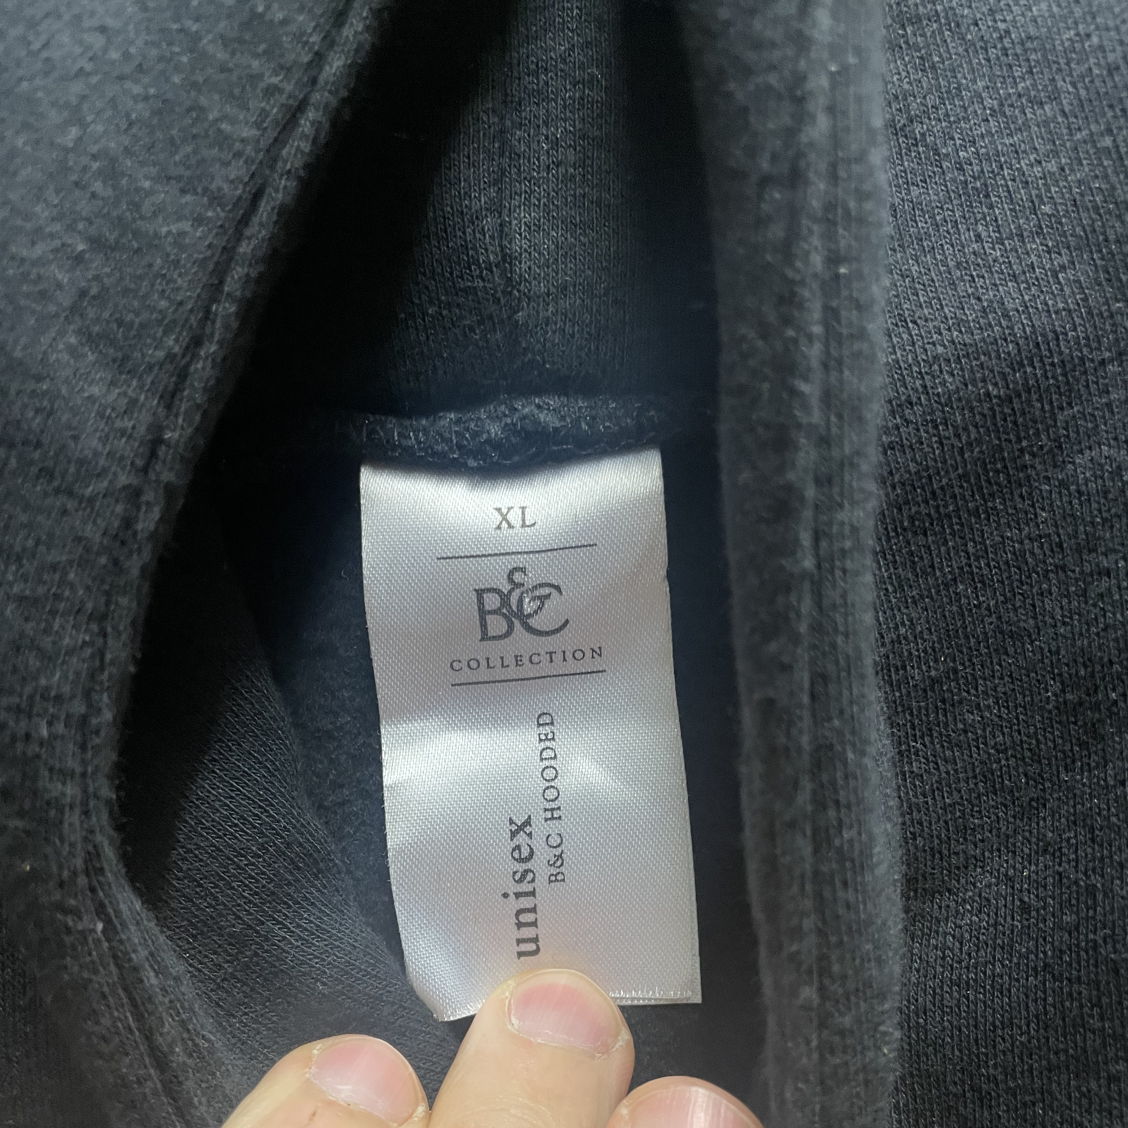 XL
B&C
COLLECTION
unisex
B&C HOODED